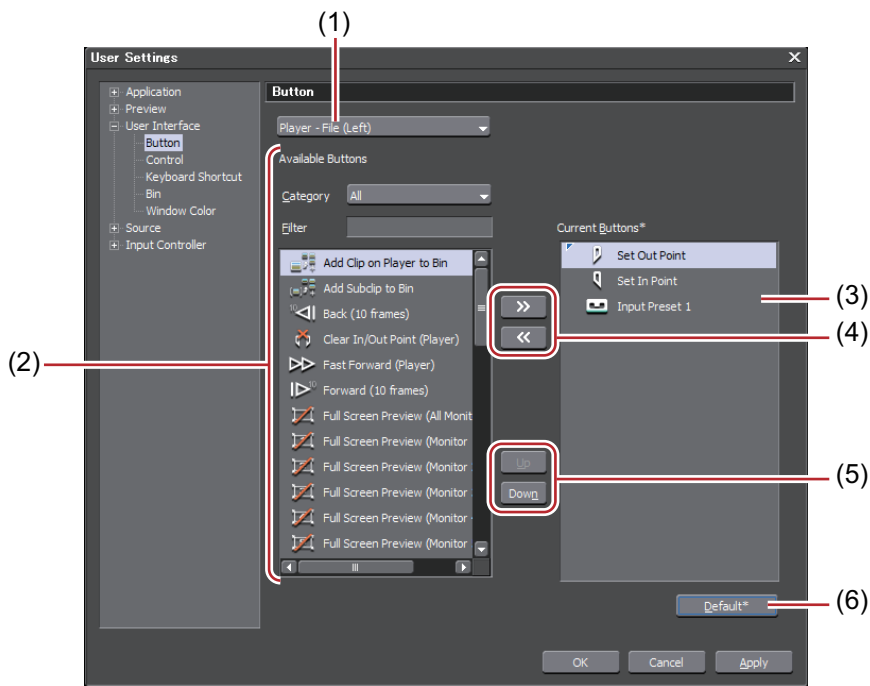 (1)
User Settings
X
Application
Preview
User Interface
Button
Control
Keyboard Shortcut
Bin
Window Color
Source
Input Controller
Button
Player - File (Left)
Available Buttons
Category All
Filter
Add Clip on Player to Bin
Add Subclip to Bin
10 Back (10 frames)
Clear In/Out Point (Player)
Fast Forward (Player)
10 Forward (10 frames)
Full Screen Preview (All Monit
Full Screen Preview (Monitor
Full Screen Preview (Monitor
Full Screen Preview (Monitor
Full Screen Preview (Monitor
Full Screen Preview (Monitor
(2)
Current Buttons*
Set Out Point
Set In Point
Input Preset 1
(3)
(4)
Up
Down
(5)
Default*
(6)
OK Cancel Apply